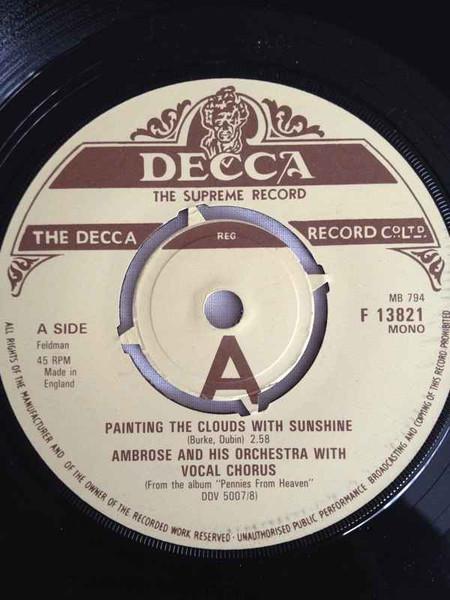 DECCA
THE SUPREME RECORD
THE DECCA REG RECORD CO. LTD.
MB 794
A SIDE F 13821
Feldman MONO
45 RPM
Made in
England
A
PAINTING THE CLOUDS WITH SUNSHINE
(Burke, Dubin) 2.58
AMBROSE AND HIS ORCHESTRA WITH
VOCAL CHORUS
(From the album "Pennies From Heaven"
DDV 5007/8)
ALL RIGHTS OF THE MANUFACTURER AND OF THE OWNER OF THE RECORDED WORK RESERVED · UNAUTHORISED PUBLIC PERFORMANCE BROADCASTING AND COPYING OF THIS RECORD PROHIBITED